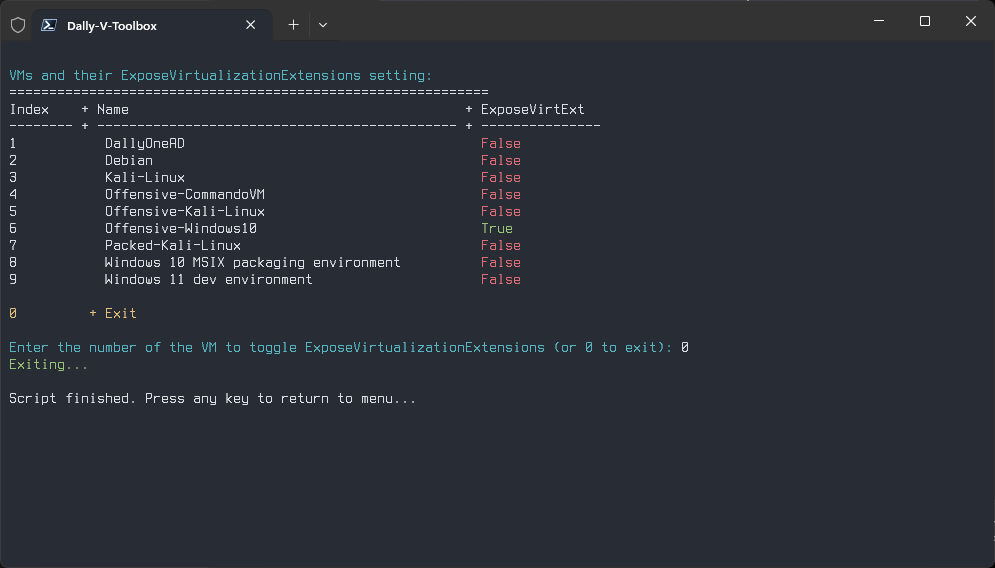 Dally-V-Toolbox
VMs and their ExposeVirtualizationExtensions setting:
============================================================
Index    + Name                                          + ExposeVirtExt
-------- + --------------------------------------------- + ---------------
1           DallyOneAD                                     False
2           Debian                                         False
3           Kali-Linux                                     False
4           Offensive-CommandoVM                           False
5           Offensive-Kali-Linux                           False
6           Offensive-Windows10                            True
7           Packed-Kali-Linux                              False
8           Windows 10 MSIX packaging environment          False
9           Windows 11 dev environment                     False
0         + Exit
Enter the number of the VM to toggle ExposeVirtualizationExtensions (or 0 to exit): 0
Exiting...
Script finished. Press any key to return to menu...